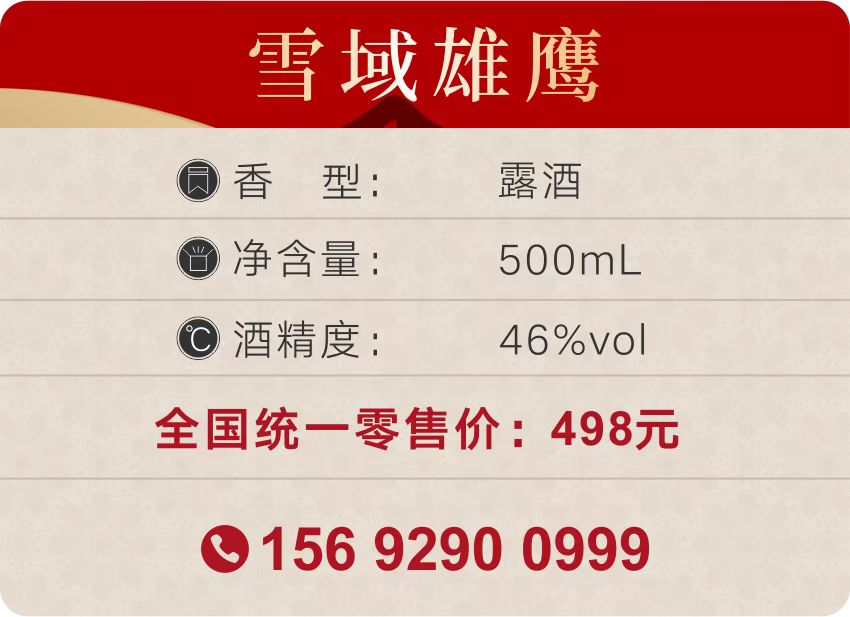 雪域雄鹰
香 型： 露酒
净含量： 500mL
℃ 酒精度： 46%vol
全国统一零售价：498元
156 9290 0999